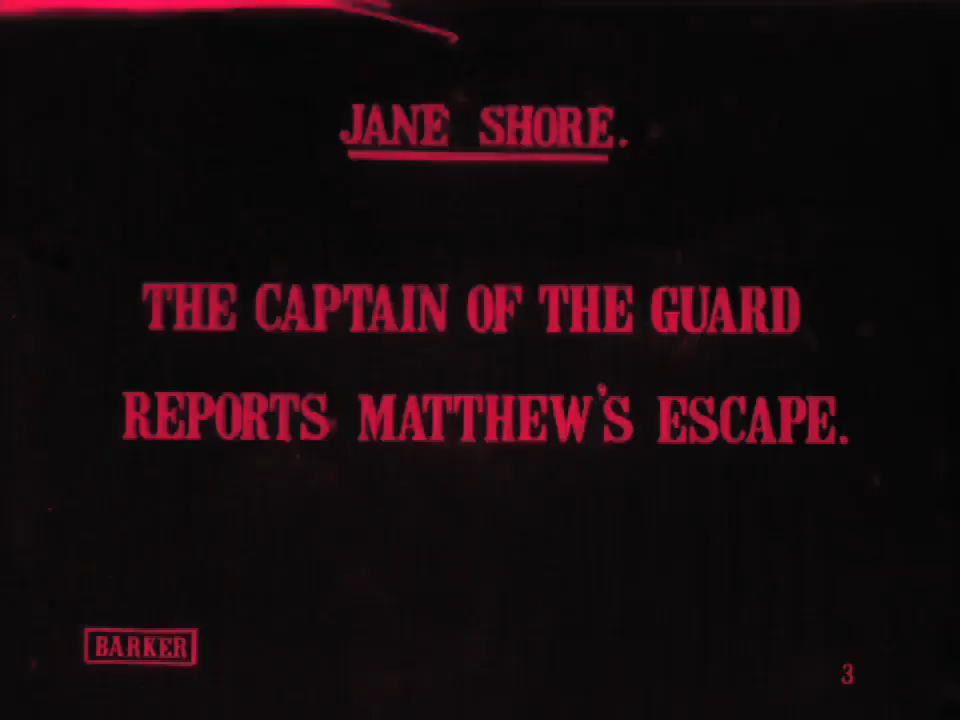 JANE SHORE.
THE CAPTAIN OF THE GUARD
REPORTS MATTHEW'S ESCAPE.
BARKER
3